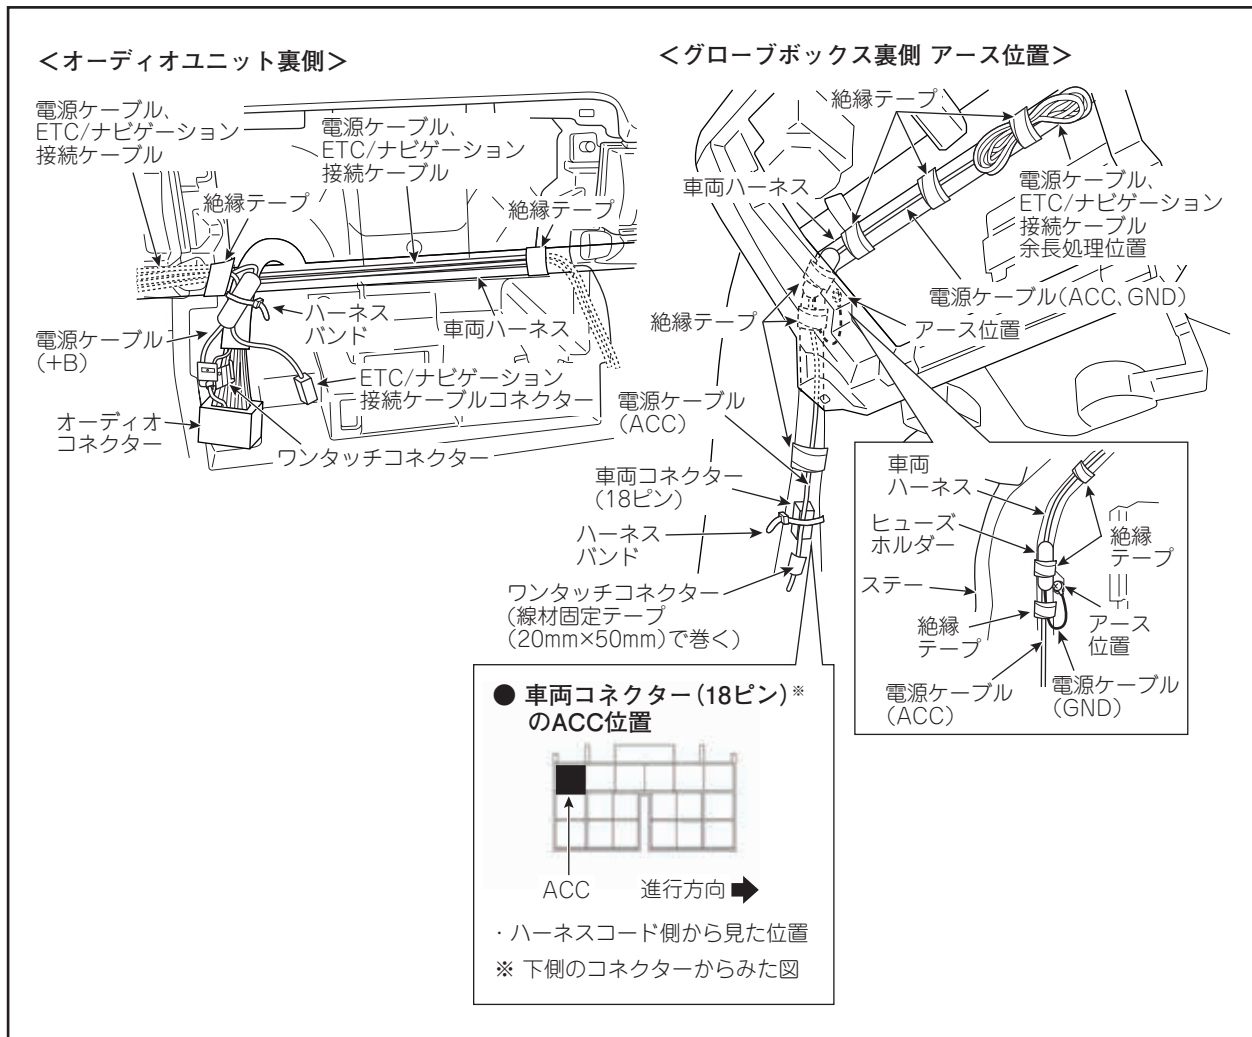 ＜オーディオユニット裏側＞
電源ケーブル、
ETC/ナビゲーション
接続ケーブル
電源ケーブル、
ETC/ナビゲーション
接続ケーブル
絶縁テープ
絶縁テープ
ハーネス
バンド
車両ハーネス
電源ケーブル
(+B)
ETC/ナビゲーション
接続ケーブルコネクター
オーディオ
コネクター
ワンタッチコネクター
＜グローブボックス裏側 アース位置＞
絶縁テープ
車両ハーネス
電源ケーブル、
ETC/ナビゲーション
接続ケーブル
余長処理位置
電源ケーブル(ACC、GND)
絶縁テープ
アース位置
電源ケーブル
(ACC)
車両コネクター
(18ピン)
ハーネス
バンド
ワンタッチコネクター
(線材固定テープ
(20mm×50mm)で巻く)
車両
ハーネス
ヒューズ
ホルダー
絶縁
テープ
ステー
絶縁
テープ
アース
位置
電源ケーブル
(ACC)
電源ケーブル
(GND)
● 車両コネクター(18ピン)※
のACC位置
ACC
進行方向
・ハーネスコード側から見た位置
※ 下側のコネクターからみた図